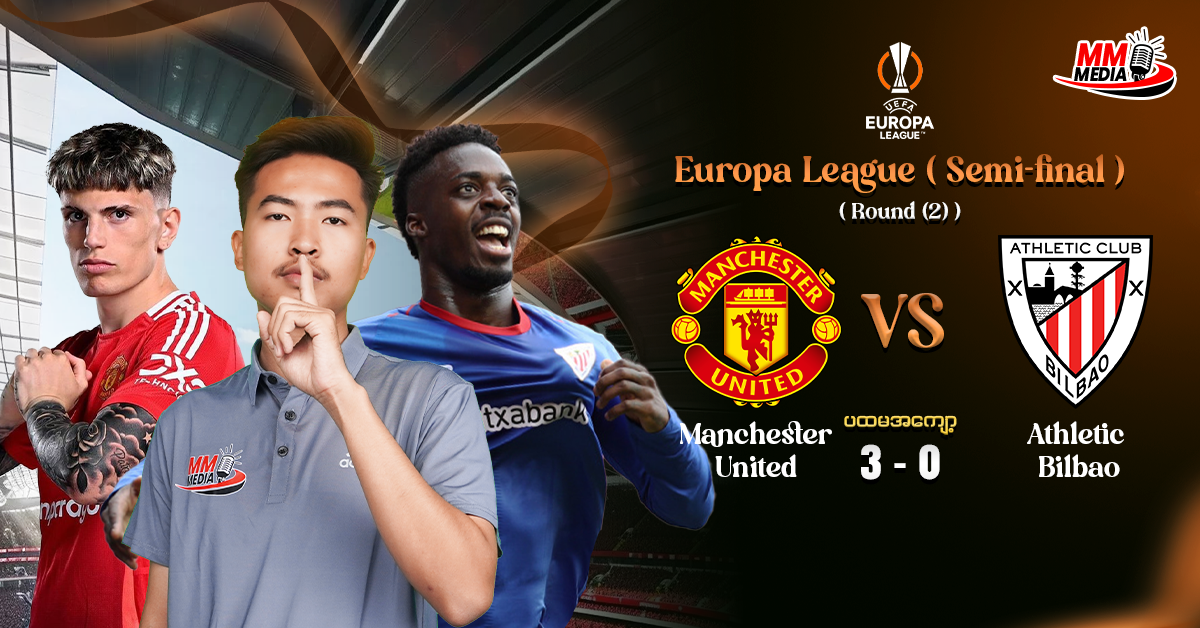 MM
MEDIA
UEFA
EUROPA
LEAGUE
Europa League ( Semi-final )
( Round (2) )
MANCHESTER
UNITED
VS
ATHLETIC CLUB
BILBAO
ပထမအကျော့
3 - 0
Manchester
United
Athletic
Bilbao
MM
MEDIA
txabank